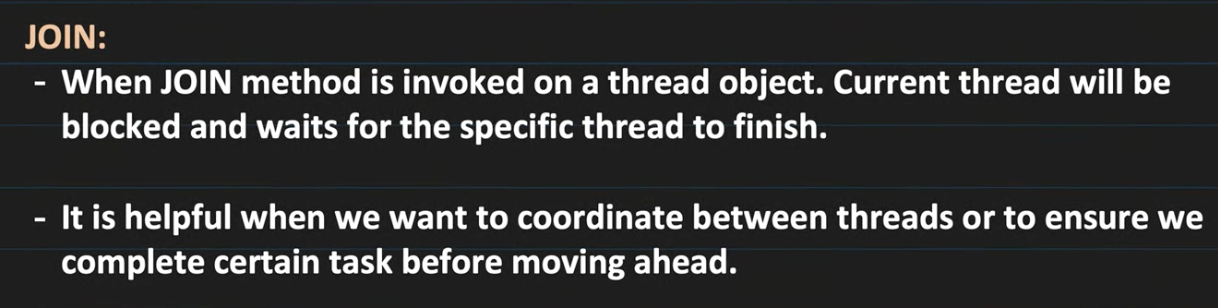 JOIN:
- When JOIN method is invoked on a thread object. Current thread will be
blocked and waits for the specific thread to finish.
- It is helpful when we want to coordinate between threads or to ensure we
complete certain task before moving ahead.